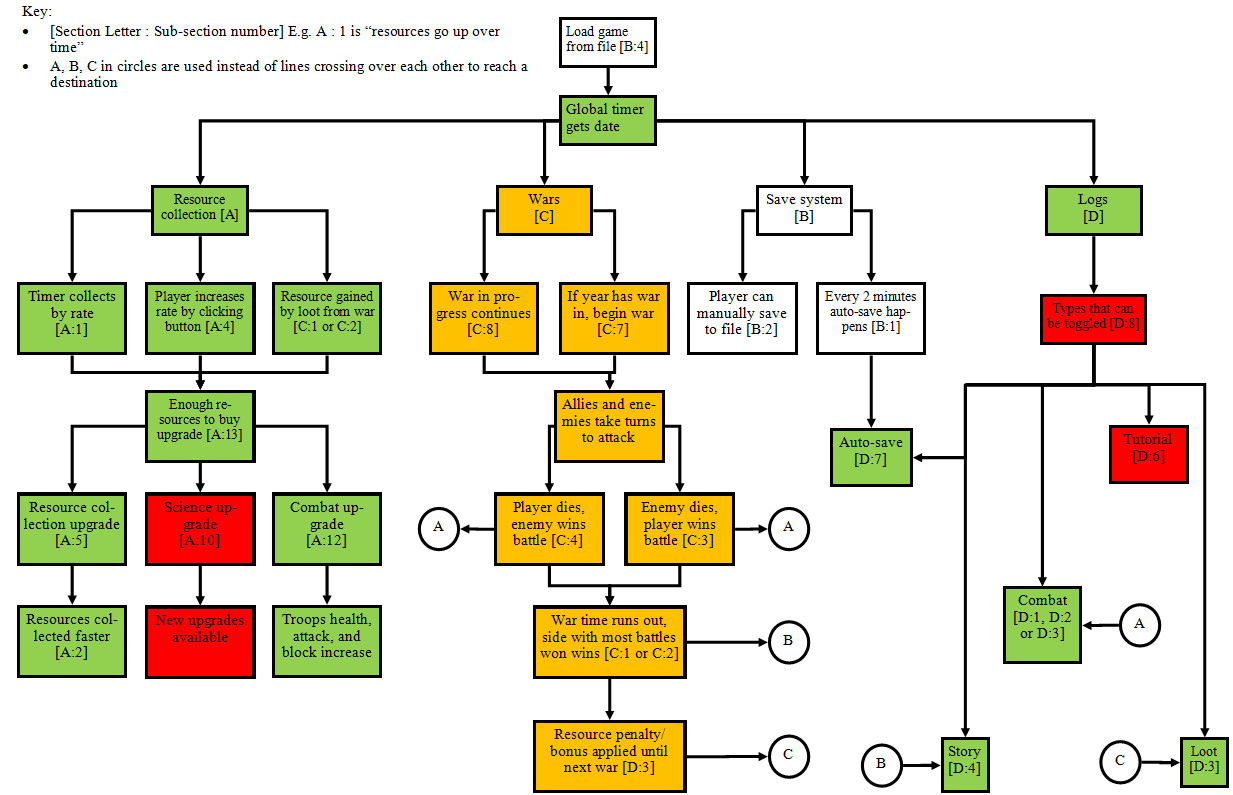 Key:
• [Section Letter : Sub-section number] E.g. A : 1 is “resources go up over
time”
• A, B, C in circles are used instead of lines crossing over each other to reach a
destination
Load game
from file [B:4]
Global timer
gets date
Resource
collection [A]
Wars
[C]
Save system
[B]
Logs
[D]
Timer collects
by rate
[A:1]
Player increases
rate by clicking
button [A:4]
Resource gained
by loot from war
[C:1 or C:2]
War in pro-
gress continues
[C:8]
If year has war
in, begin war
[C:7]
Player can
manually save
to file [B:2]
Every 2 minutes
auto-save hap-
pens [B:1]
Types that can
be toggled [D:8]
Enough re-
sources to buy
upgrade [A:13]
Allies and ene-
mies take turns
to attack
Auto-save
[D:7]
Tutorial
[D:6]
Resource col-
lection upgrade
[A:5]
Science up-
grade
[A:10]
Combat up-
grade
[A:12]
A
Player dies,
enemy wins
battle [C:4]
Enemy dies,
player wins
battle [C:3]
A
Resources col-
lected faster
[A:2]
New upgrades
available
Troops health,
attack, and
block increase
War time runs out,
side with most battles
won wins [C:1 or C:2]
B
Combat
[D:1, D:2
or D:3]
A
Resource penalty/
bonus applied until
next war [D:3]
C
B
Story
[D:4]
C
Loot
[D:3]